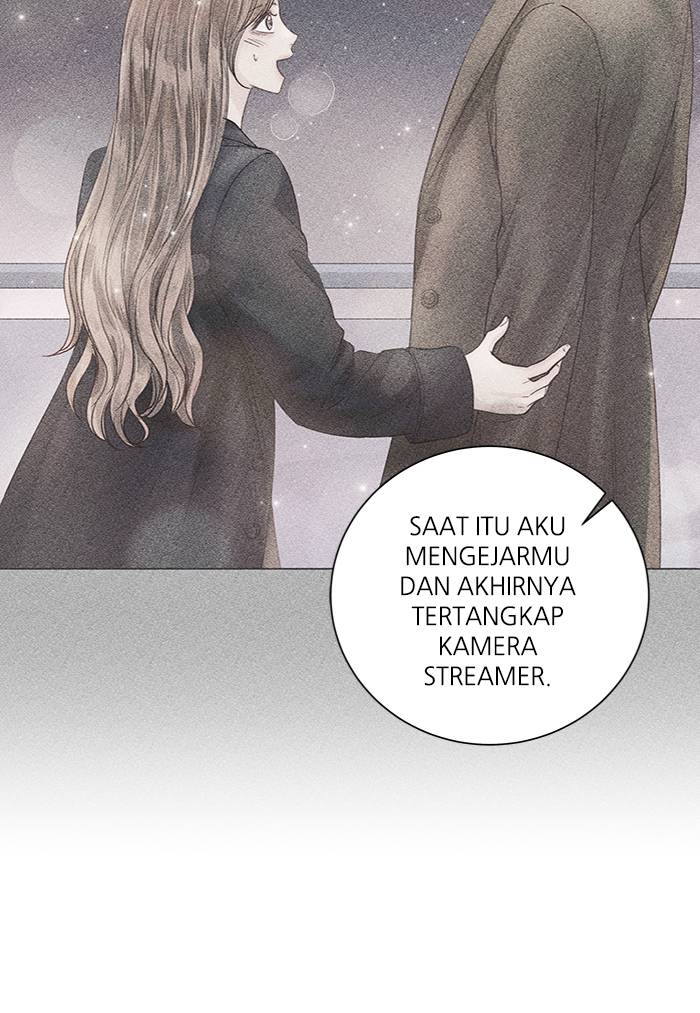 SAAT ITU AKU
MENGEJARMU
DAN AKHIRNYA
TERTANGKAP
KAMERA
STREAMER.